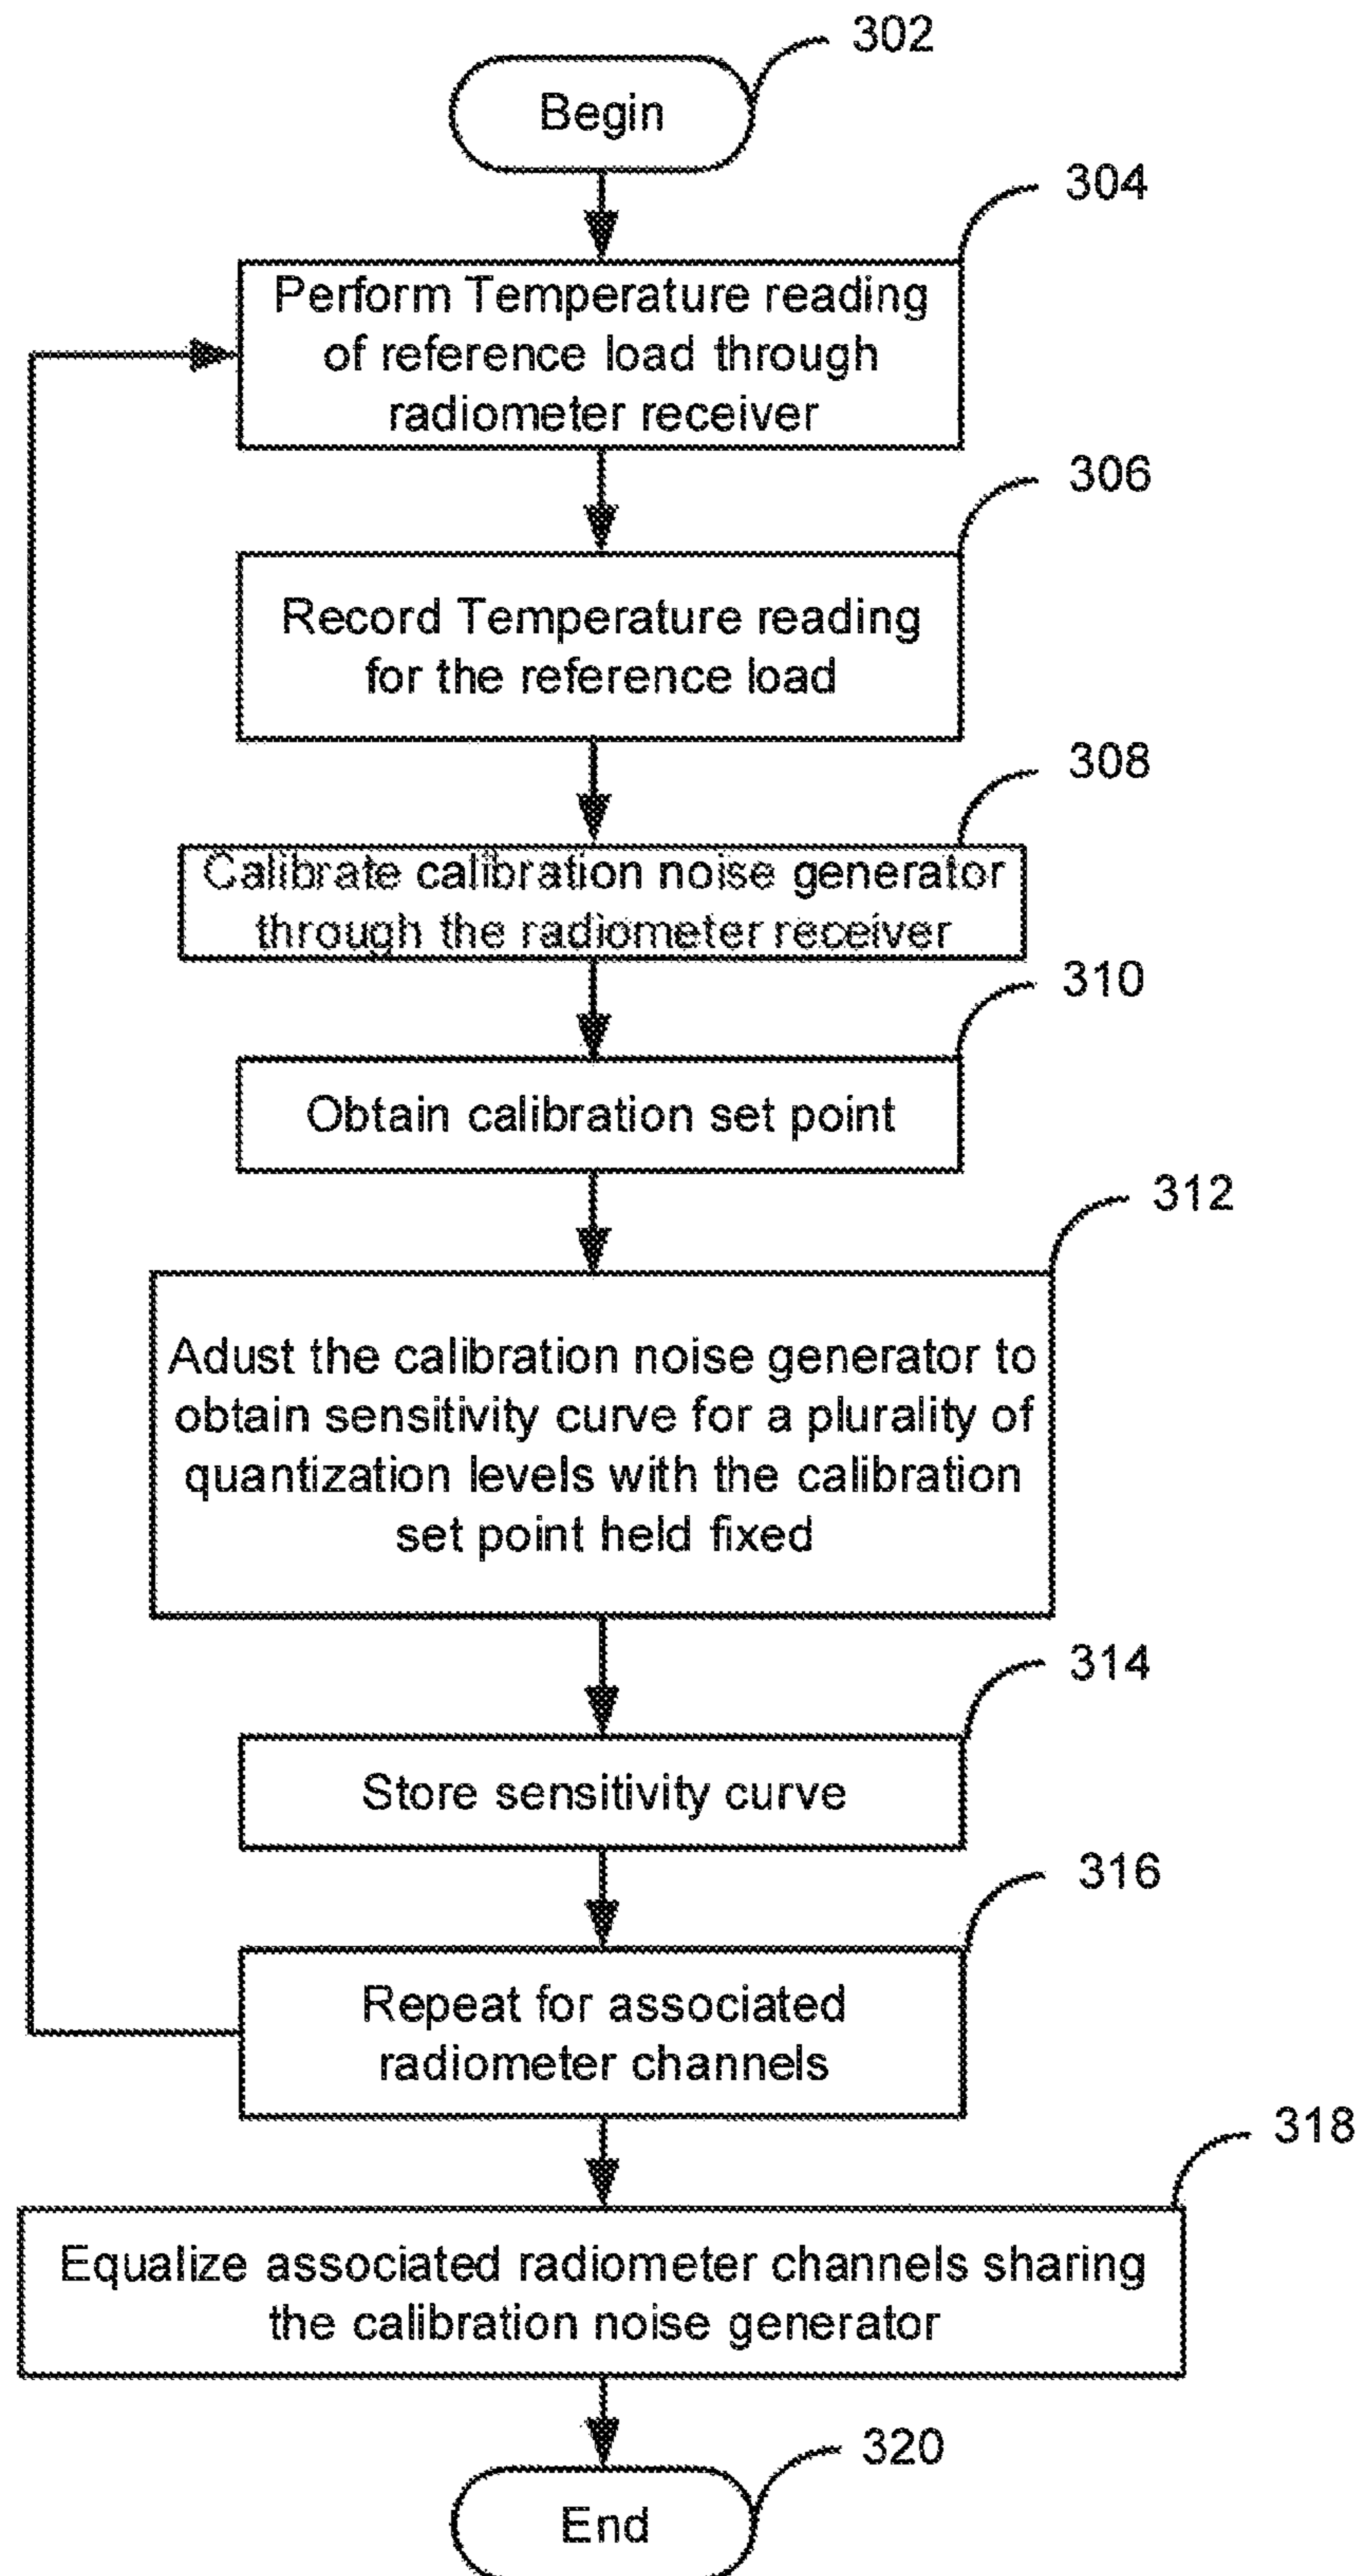 302
Begin
304
Perform Temperature reading
of reference load through
radiometer receiver
306
Record Temperature reading
for the reference load
308
Calibrate calibration noise generator
through the radiometer receiver
310
Obtain calibration set point
312
Adust the calibration noise generator to
obtain sensitivity curve for a plurality of
quantization levels with the calibration
set point held fixed
314
Store sensitivity curve
316
Repeat for associated
radiometer channels
318
Equalize associated radiometer channels sharing
the calibration noise generator
320
End